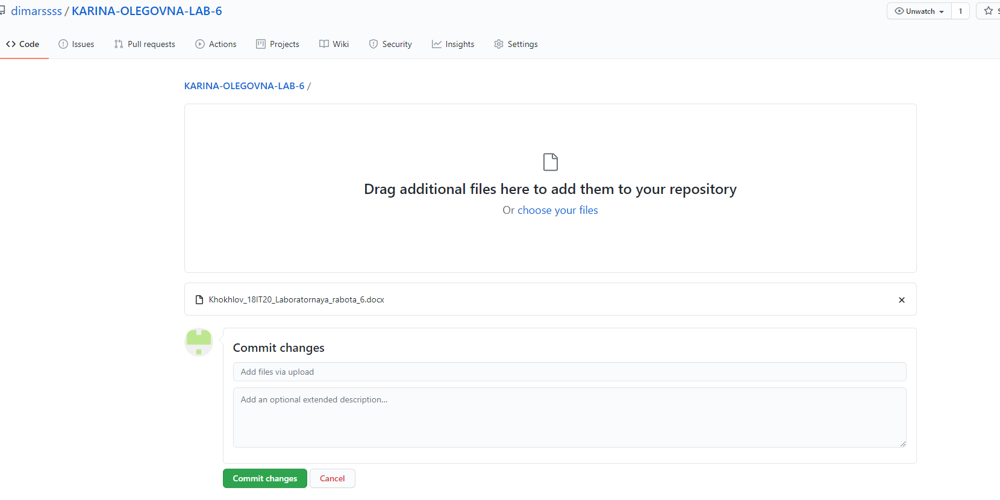 dimarssss / KARINA-OLEGOVNA-LAB-6
Unwatch 1 S
Code Issues Pull requests Actions Projects Wiki Security Insights Settings
KARINA-OLEGOVNA-LAB-6 /
Drag additional files here to add them to your repository
Or choose your files
Khokhlov_18IT20_Laboratornaya_rabota_6.docx
Commit changes
Add files via upload
Add an optional extended description...
Commit changes Cancel